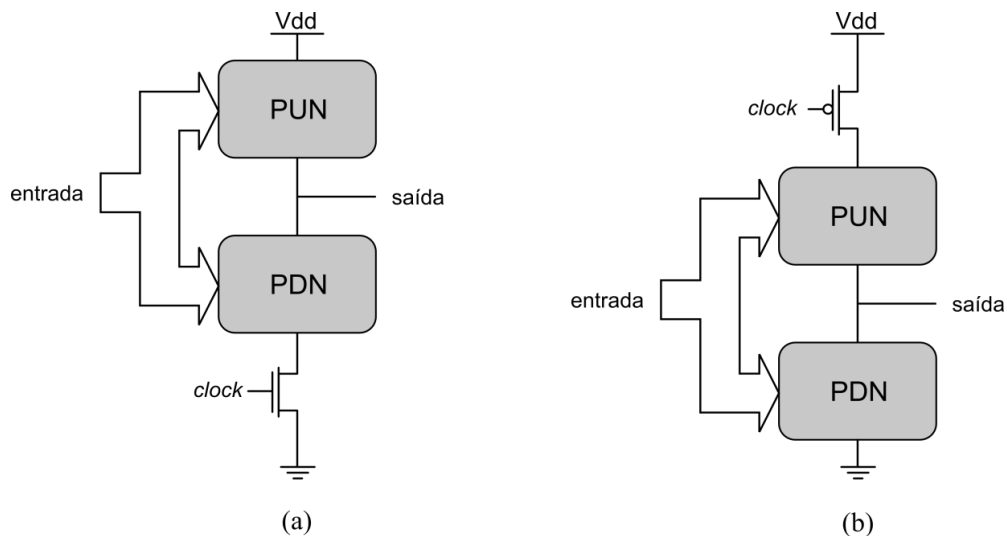 Vdd
PUN
entrada
saída
PDN
clock
(a)
Vdd
clock
PUN
entrada
saída
PDN
(b)